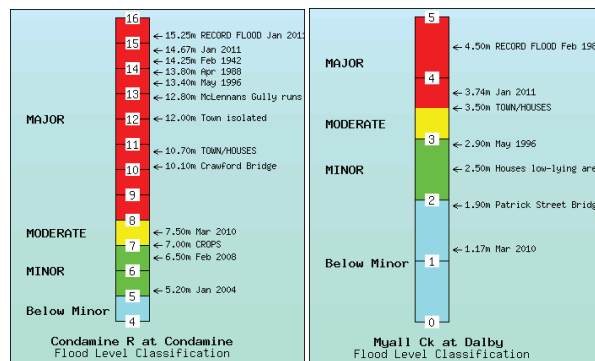 16
15.25m RECORD FLOOD Jan 2011
15
14.67m Jan 2011
14.25m Feb 1942
14
13.80m Apr 1988
13.40m May 1996
13
12.80m McLennans Gully runs
MAJOR
12
12.00m Town isolated
11
10.70m TOWN/HOUSES
10.10m Crawford Bridge
10
9
8
MODERATE
7.50m Mar 2010
7
7.00m CROPS
6.50m Feb 2008
MINOR
6
5.20m Jan 2004
5
Below Minor
4
Condamine R at Condamine
Flood Level Classification
5
4.50m RECORD FLOOD Feb 198
MAJOR
4
3.74m Jan 2011
3.50m TOWN/HOUSES
MODERATE
3
2.90m May 1996
MINOR
2.50m Houses low-lying are
2
1.90m Patrick Street Bridg
1.17m Mar 2010
Below Minor
1
0
Myall Ck at Dalby
Flood Level Classification